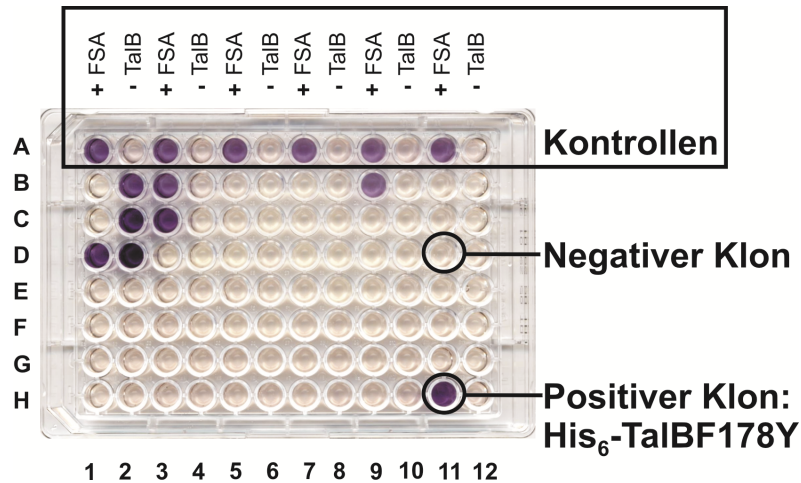 + FSA
- TalB
+ FSA
- TalB
+ FSA
- TalB
+ FSA
- TalB
+ FSA
- TalB
+ FSA
- TalB
A
Kontrollen
B
C
D
Negativer Klon
E
F
G
H
Positiver Klon:
His₆-TalBF178Y
1 2 3 4 5 6 7 8 9 10 11 12